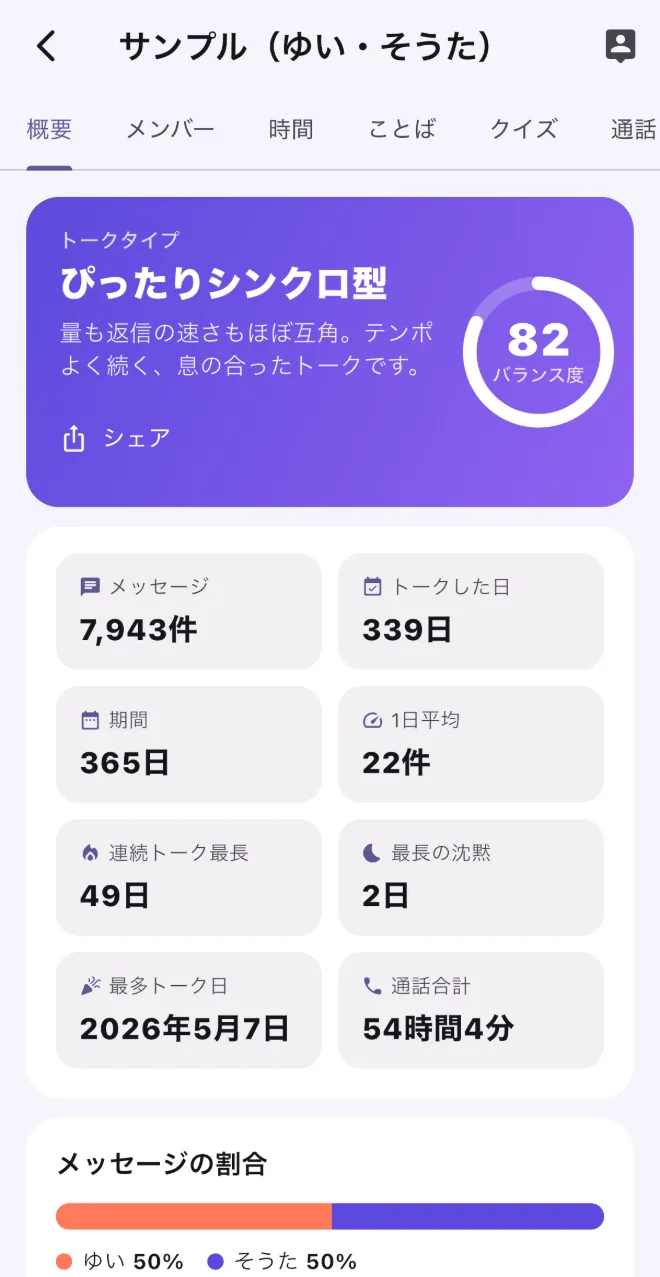 サンプル（ゆい・そうた）
概要 メンバー 時間 ことば クイズ 通話
トークタイプ
ぴったりシンクロ型
量も返信の速さもほぼ互角。テンポ
よく続く、息の合ったトークです。
82
バランス度
シェア
メッセージ
7,943件
トークした日
339日
期間
365日
1日平均
22件
連続トーク最長
49日
最長の沈黙
2日
最多トーク日
2026年5月7日
通話合計
54時間4分
メッセージの割合
ゆい 50% そうた 50%